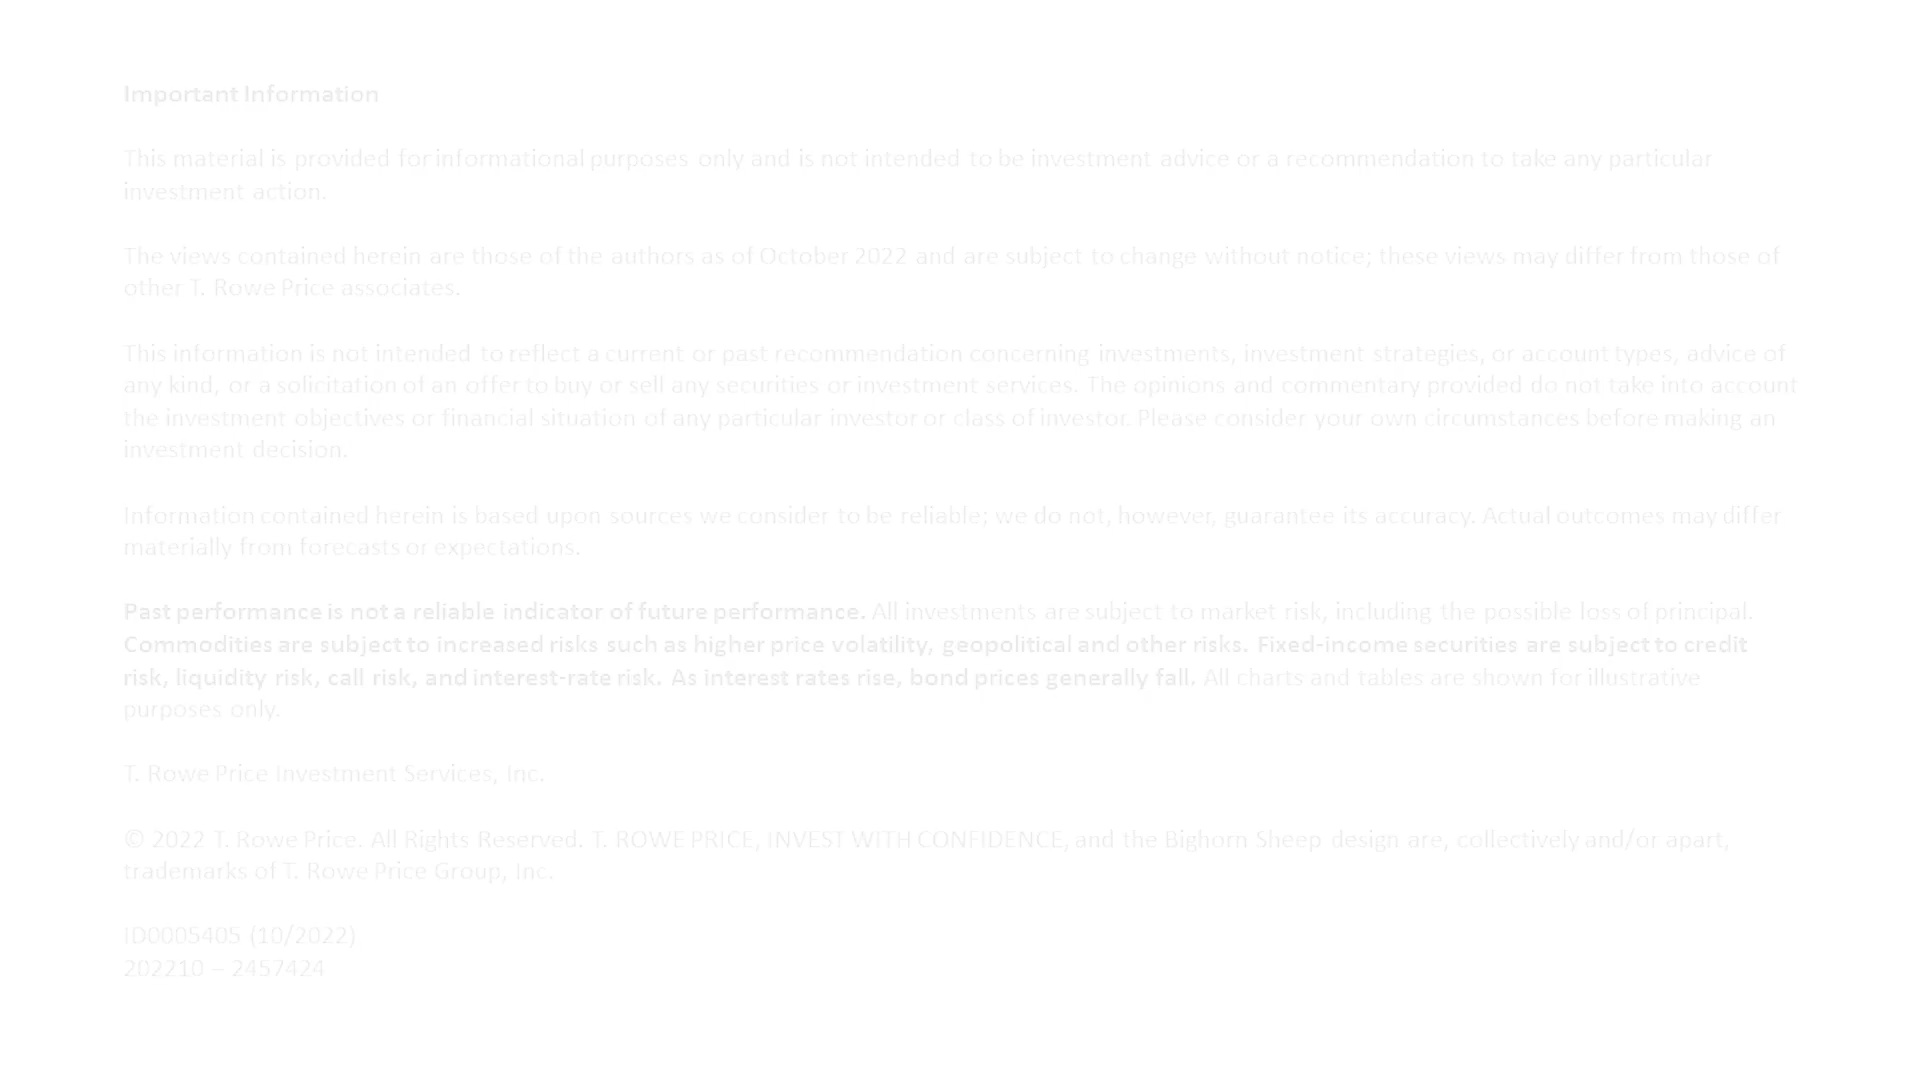 Important Information
This material is provided for informational purposes only and is not intended to be investment advice or a recommendation to take any particular
investment action.
The views contained herein are those of the authors as of October 2022 and are subject to change without notice; these views may differ from those of
other T. Rowe Price associates.
This information is not intended to reflect a current or past recommendation concerning investments, investment strategies, or account types, advice of
any kind, or a solicitation of an offer to buy or sell any securities or investment services. The opinions and commentary provided do not take into account
the investment objectives or financial situation of any particular investor or class of investor. Please consider your own circumstances before making an
investment decision.
Information contained herein is based upon sources we consider to be reliable; we do not, however, guarantee its accuracy. Actual outcomes may differ
materially from forecasts or expectations.
Past performance is not a reliable indicator of future performance. All investments are subject to market risk, including the possible loss of principal.
Commodities are subject to increased risks such as higher price volatility, geopolitical and other risks. Fixed-income securities are subject to credit
risk, liquidity risk, call risk, and interest-rate risk. As interest rates rise, bond prices generally fall. All charts and tables are shown for illustrative
purposes only.
T. Rowe Price Investment Services, Inc.
© 2022 T. Rowe Price. All Rights Reserved. T. ROWE PRICE, INVEST WITH CONFIDENCE, and the Bighorn Sheep design are, collectively and/or apart,
trademarks of T. Rowe Price Group, Inc.
ID0005405 (10/2022)
202210 – 2457424